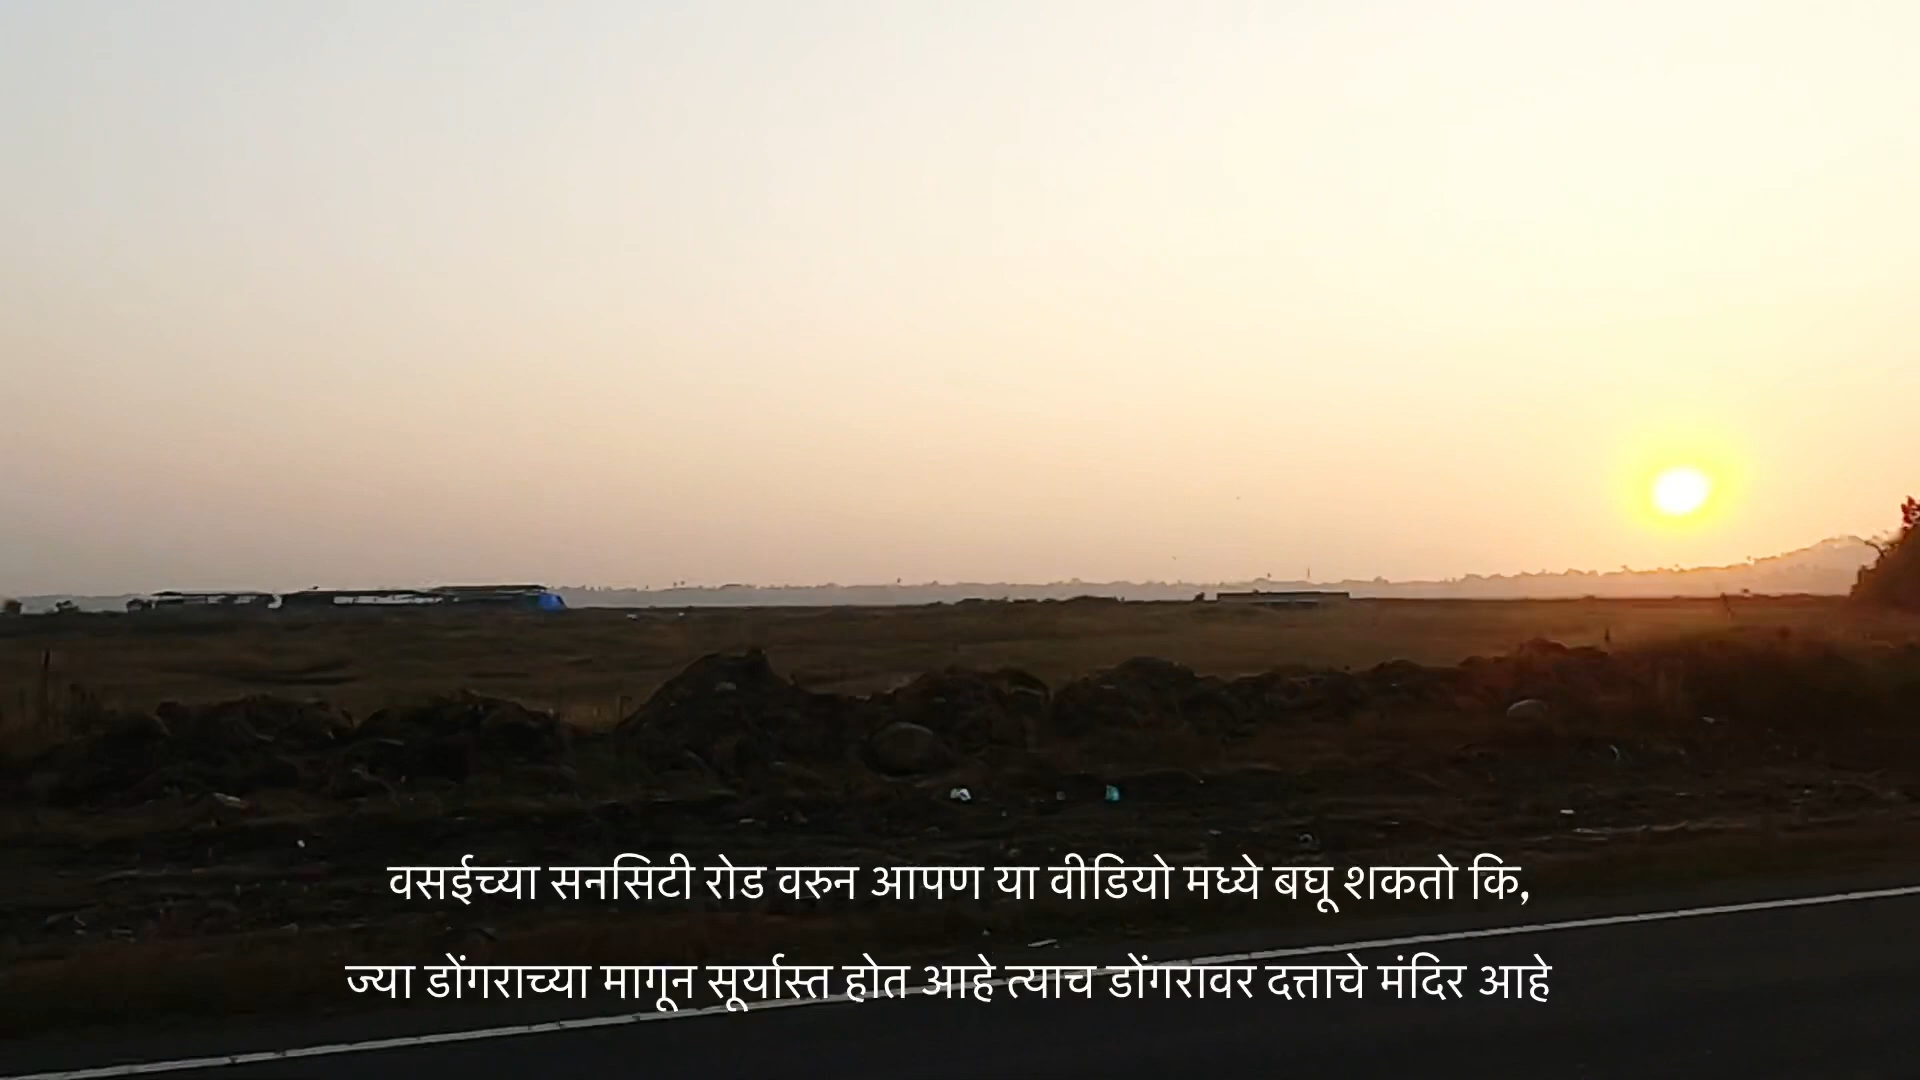 वसईच्या सनसिटी रोड वरुन आपण या वीडियो मध्ये बघू शकतो कि,
ज्या डोंगराच्या मागून सूर्यास्त होत आहे त्याच डोंगरावर दत्ताचे मंदिर आहे